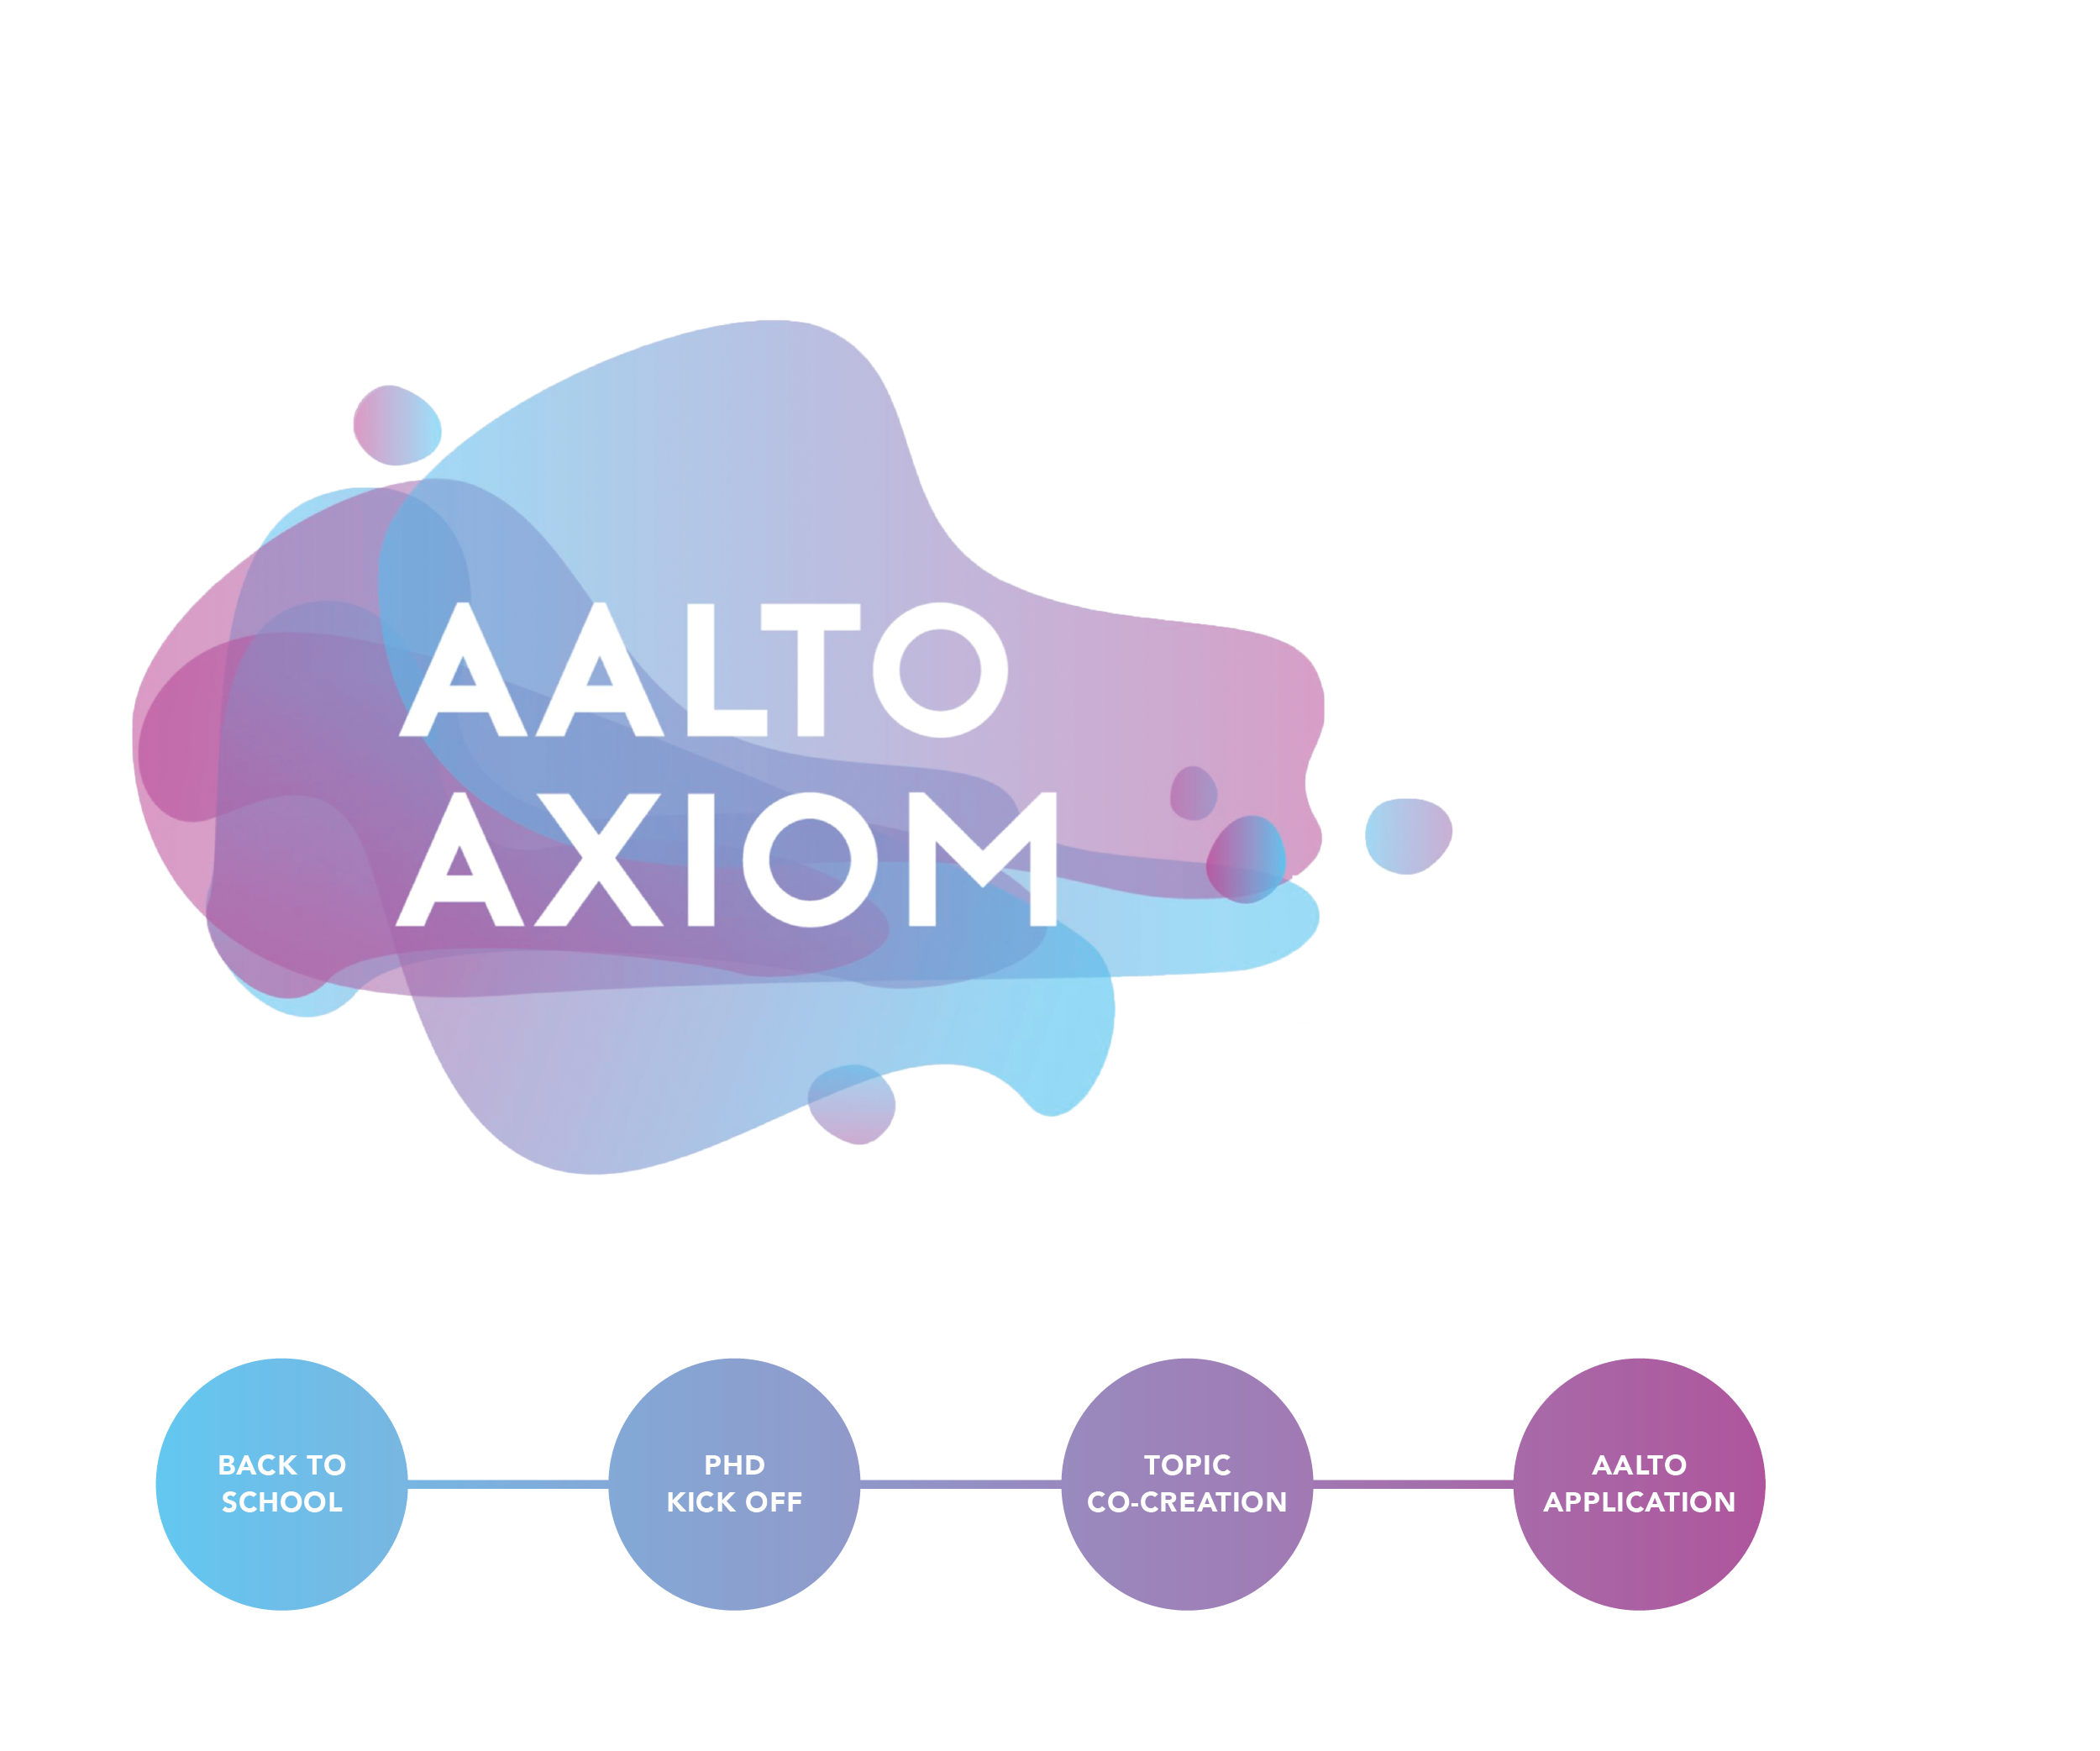 AALTO
AXIOM
BACK TO
SCHOOL
PHD
KICK OFF
TOPIC
CO-CREATION
AALTO
APPLICATION